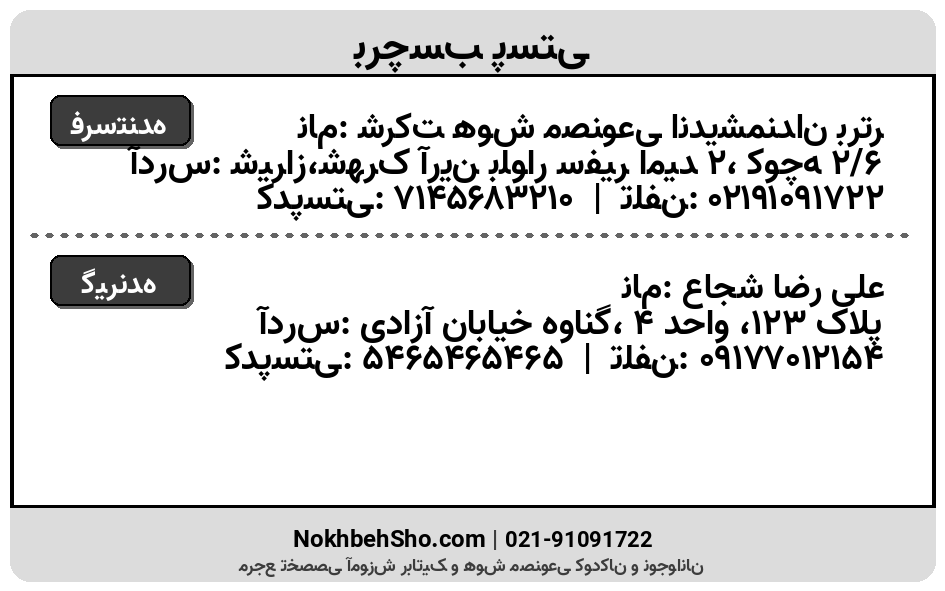 برچسب پستی
فرستنده
نام: شرکت هوش مصنوعی اندیشمندان برتر
آدرس: شیراز،شهرک آرین بلوار سفیر امید ۲، کوچه ۲/۶
کدپستی: ۷۱۴۵۶۸۳۲۱۰ | تلفن: ۰۲۱۹۱۰۹۱۷۲۲
گیرنده
نام: علی رضا شجاع
آدرس: پلاک ۱۲۳، واحد ۴ ،گناوه خیابان آزادی
کدپستی: ۵۴۶۵۴۶۵۴۶۵ | تلفن: ۰۹۱۷۷۰۱۲۱۵۴
NokhbehSho.com | 021-91091722
مرجع تخصصی آموزش رباتیک و هوش مصنوعی کودکان و نوجوانان